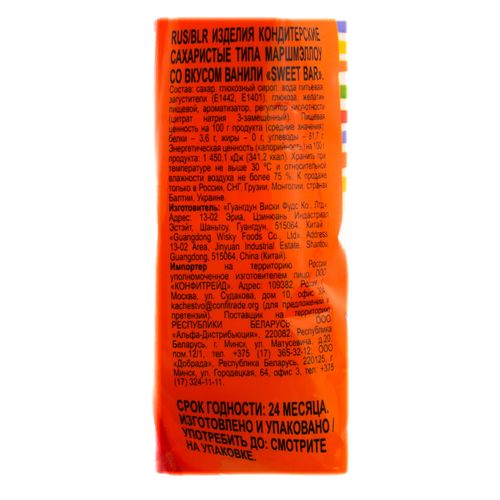 RUS/BLR ИЗДЕЛИЯ КОНДИТЕРСКИЕ
САХАРИСТЫЕ ТИПА МАРШМЭЛЛОУ
СО ВКУСОМ ВАНИЛИ «SWEET BAR».
Состав: сахар, глюкозный сироп, вода питьевая,
загустители (Е1442, Е1401), глюкоза, желатин
пищевой, ароматизатор, регулятор кислотности
(цитрат натрия 3-замещенный). Пищевая
ценность на 100 г продукта (средние значения):
белки – 3,6 г, жиры – 0 г, углеводы – 81,7 г.
Энергетическая ценность (калорийность) на 100 г
продукта: 1 450,1 кДж (341,2 ккал). Хранить при
температуре не выше 30 °С и относительной
влажности воздуха не более 75 %. К продаже
только в России, СНГ, Грузии, Монголии, странах
Балтии, Украине.
Изготовитель: «Гуангдун Виски Фудс Ко., Лтд.»
Адрес: 13-02 Эриа, Цзинюань Индастриал
Эстэйт, Шаньтоу, Гуангдун, 515064, Китай /
«Guangdong Wisky Foods Co., Ltd». Address:
13-02 Area, Jinyuan Industrial Estate, Shantou,
Guangdong, 515064, China (Китай).
Импортер на территорию России /
уполномоченное изготовителем лицо: ООО
«КОНФИТРЕЙД». Адрес: 109382, Россия,
Москва, ул. Судакова, дом 10, офис 9А,
kachestvo@confitrade.org (для предложений и
претензий). Поставщик на территорию
РЕСПУБЛИКИ БЕЛАРУСЬ: ООО
«Альфа-Дистрибьюция», 220082, Республика
Беларусь, г. Минск, ул. Матусевича, д.20,
пом.12/1, тел. +375 (17) 365-32-12. ООО
«Добрада», Республика Беларусь, 220125, г.
Минск, ул. Городецкая, 64, офис 3, тел. +375
(17) 324-11-11.
СРОК ГОДНОСТИ: 24 МЕСЯЦА.
ИЗГОТОВЛЕНО И УПАКОВАНО /
УПОТРЕБИТЬ ДО: СМОТРИТЕ
НА УПАКОВКЕ.